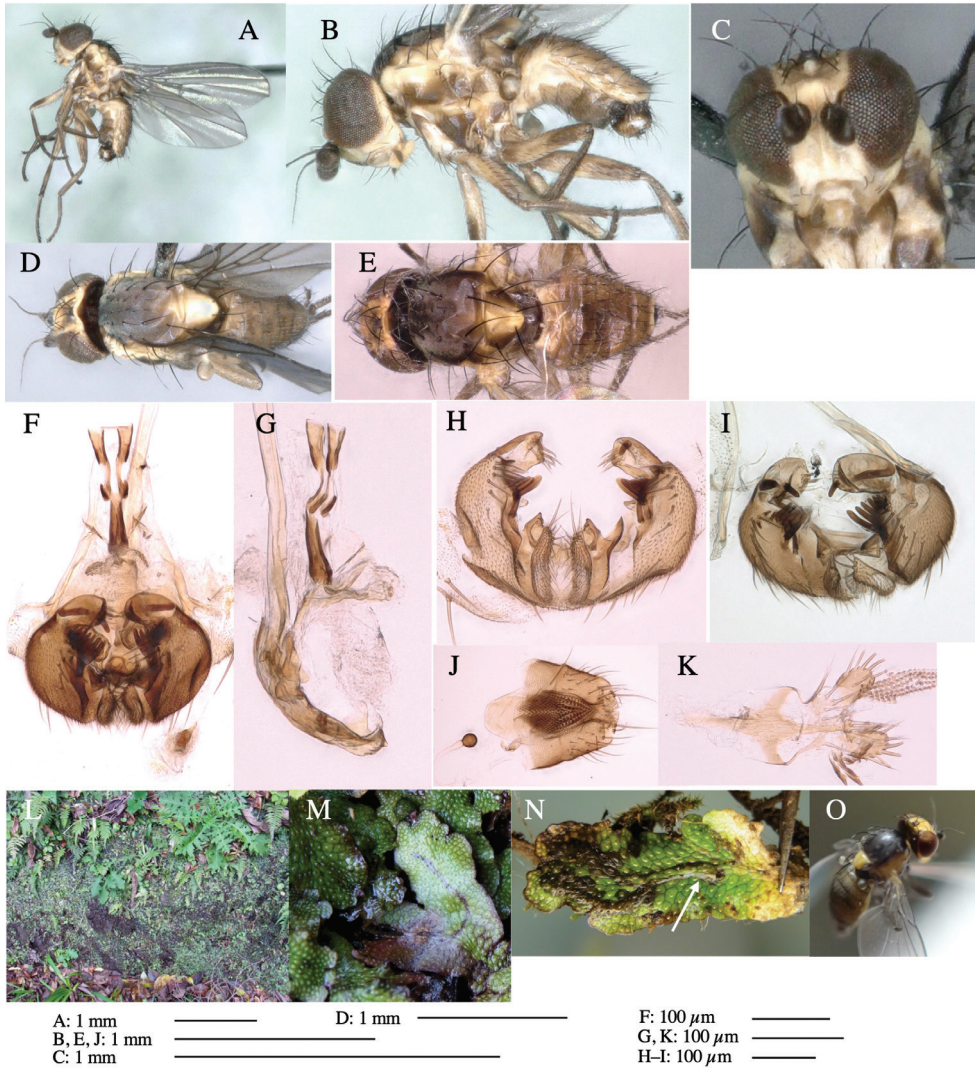 A
B
C
D
E
F
G
H
I
J
K
L
M
N
O
A: 1 mm
B, E, J: 1 mm
C: 1 mm
D: 1 mm
F: 100 µm
G, K: 100 µm
H–I: 100 µm